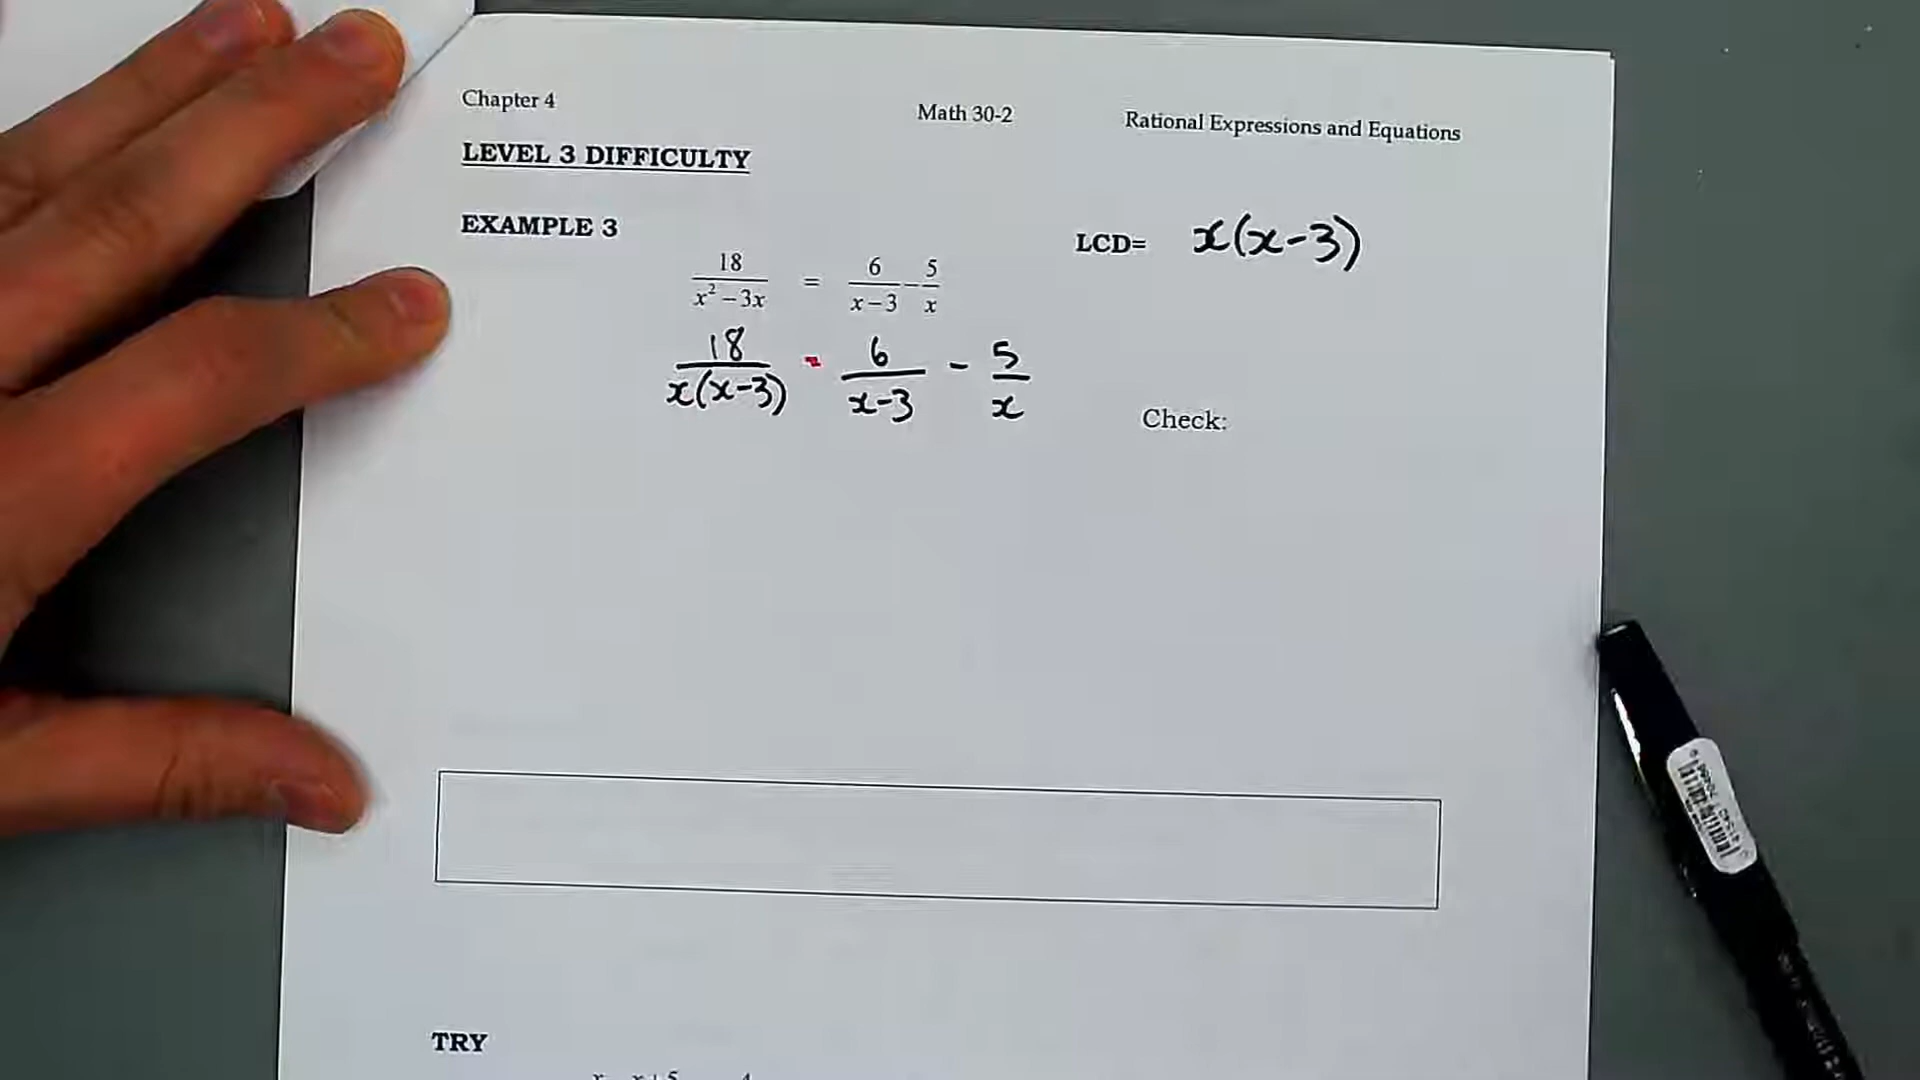 Chapter 4 Math 30-2 Rational Expressions and Equations
LEVEL 3 DIFFICULTY
EXAMPLE 3 LCD= x(x-3)
18/(x² - 3x) = 6/(x - 3) - 5/x
18/(x(x-3)) = 6/(x-3) - 5/x
Check:
TRY